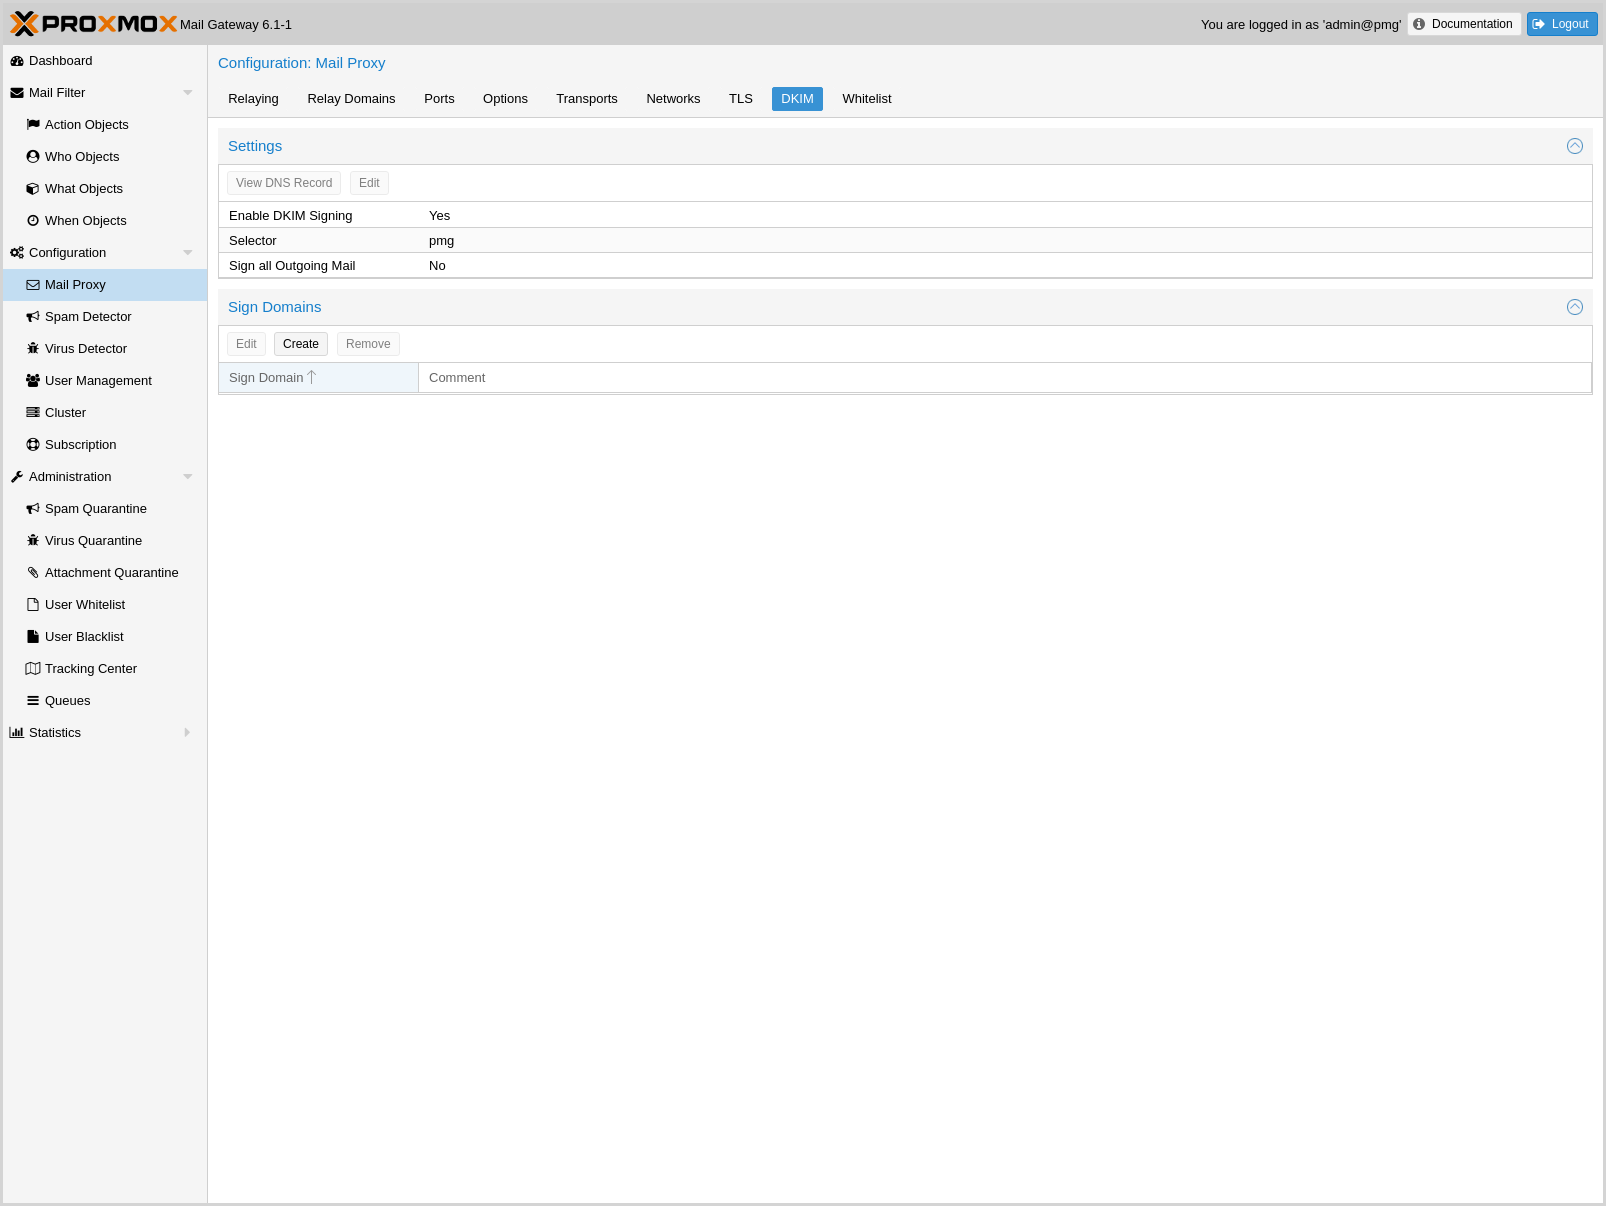 PROXMOX Mail Gateway 6.1-1
You are logged in as 'admin@pmg' Documentation Logout
Dashboard
Mail Filter
Action Objects
Who Objects
What Objects
When Objects
Configuration
Mail Proxy
Spam Detector
Virus Detector
User Management
Cluster
Subscription
Administration
Spam Quarantine
Virus Quarantine
Attachment Quarantine
User Whitelist
User Blacklist
Tracking Center
Queues
Statistics
Configuration: Mail Proxy
Relaying Relay Domains Ports Options Transports Networks TLS DKIM Whitelist
Settings
View DNS Record Edit
Enable DKIM Signing Yes
Selector pmg
Sign all Outgoing Mail No
Sign Domains
Edit Create Remove
Sign Domain Comment